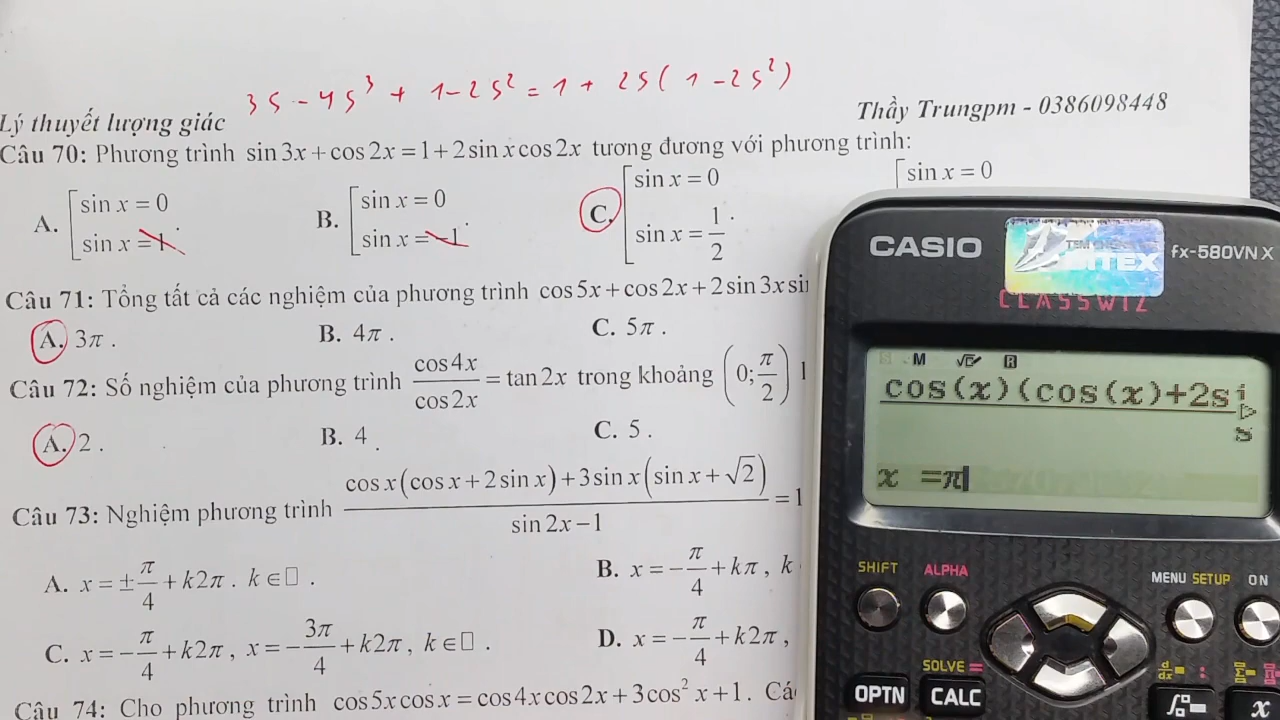 3s - 4s³ + 1 - 2s² = 1 + 2s(1 - 2s²)
Lý thuyết lượng giác
Thầy Trungpm - 0386098448
Câu 70: Phương trình sin 3x + cos 2x = 1 + 2 sin x cos 2x tương đương với phương trình:
A. [ sin x = 0
sin x = 1 .
B. [ sin x = 0
sin x = -1 .
C. [ sin x = 0
sin x = 1/2 .
[ sin x = 0
Câu 71: Tổng tất cả các nghiệm của phương trình cos 5x + cos 2x + 2 sin 3x
A. 3π .
B. 4π .
C. 5π .
Câu 72: Số nghiệm của phương trình cos 4x / cos 2x = tan 2x trong khoảng (0; π/2)
A. 2 .
B. 4 .
C. 5 .
Câu 73: Nghiệm phương trình (cos x(cos x + 2 sin x) + 3 sin x(sin x + √2)) / (sin 2x - 1) = 1
A. x = ± π/4 + k2π . k ∈ □ .
B. x = - π/4 + kπ , k
C. x = - π/4 + k2π , x = - 3π/4 + k2π , k ∈ □ .
D. x = - π/4 + k2π ,
Câu 74: Cho phương trình cos 5x cos x = cos 4x cos 2x + 3 cos² x + 1 .
CASIO
fx-580VN X
CLASSWIZ
M √ R
cos(x)(cos(x)+2si
x =π
SHIFT
ALPHA
MENU SETUP
ON
SOLVE =
OPTN
CALC
x